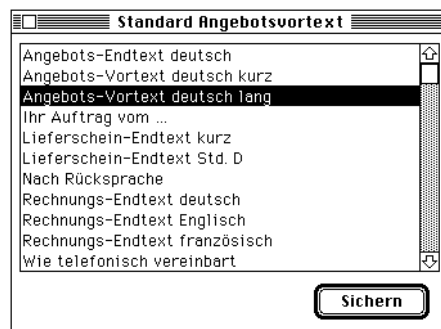 Standard Angebotsvortext
Angebots-Endtext deutsch
Angebots-Vortext deutsch kurz
Angebots-Vortext deutsch lang
Ihr Auftrag vom ...
Lieferschein-Endtext kurz
Lieferschein-Endtext Std. D
Nach Rücksprache
Rechnungs-Endtext deutsch
Rechnungs-Endtext Englisch
Rechnungs-Endtext französisch
Wie telefonisch vereinbart
Sichern